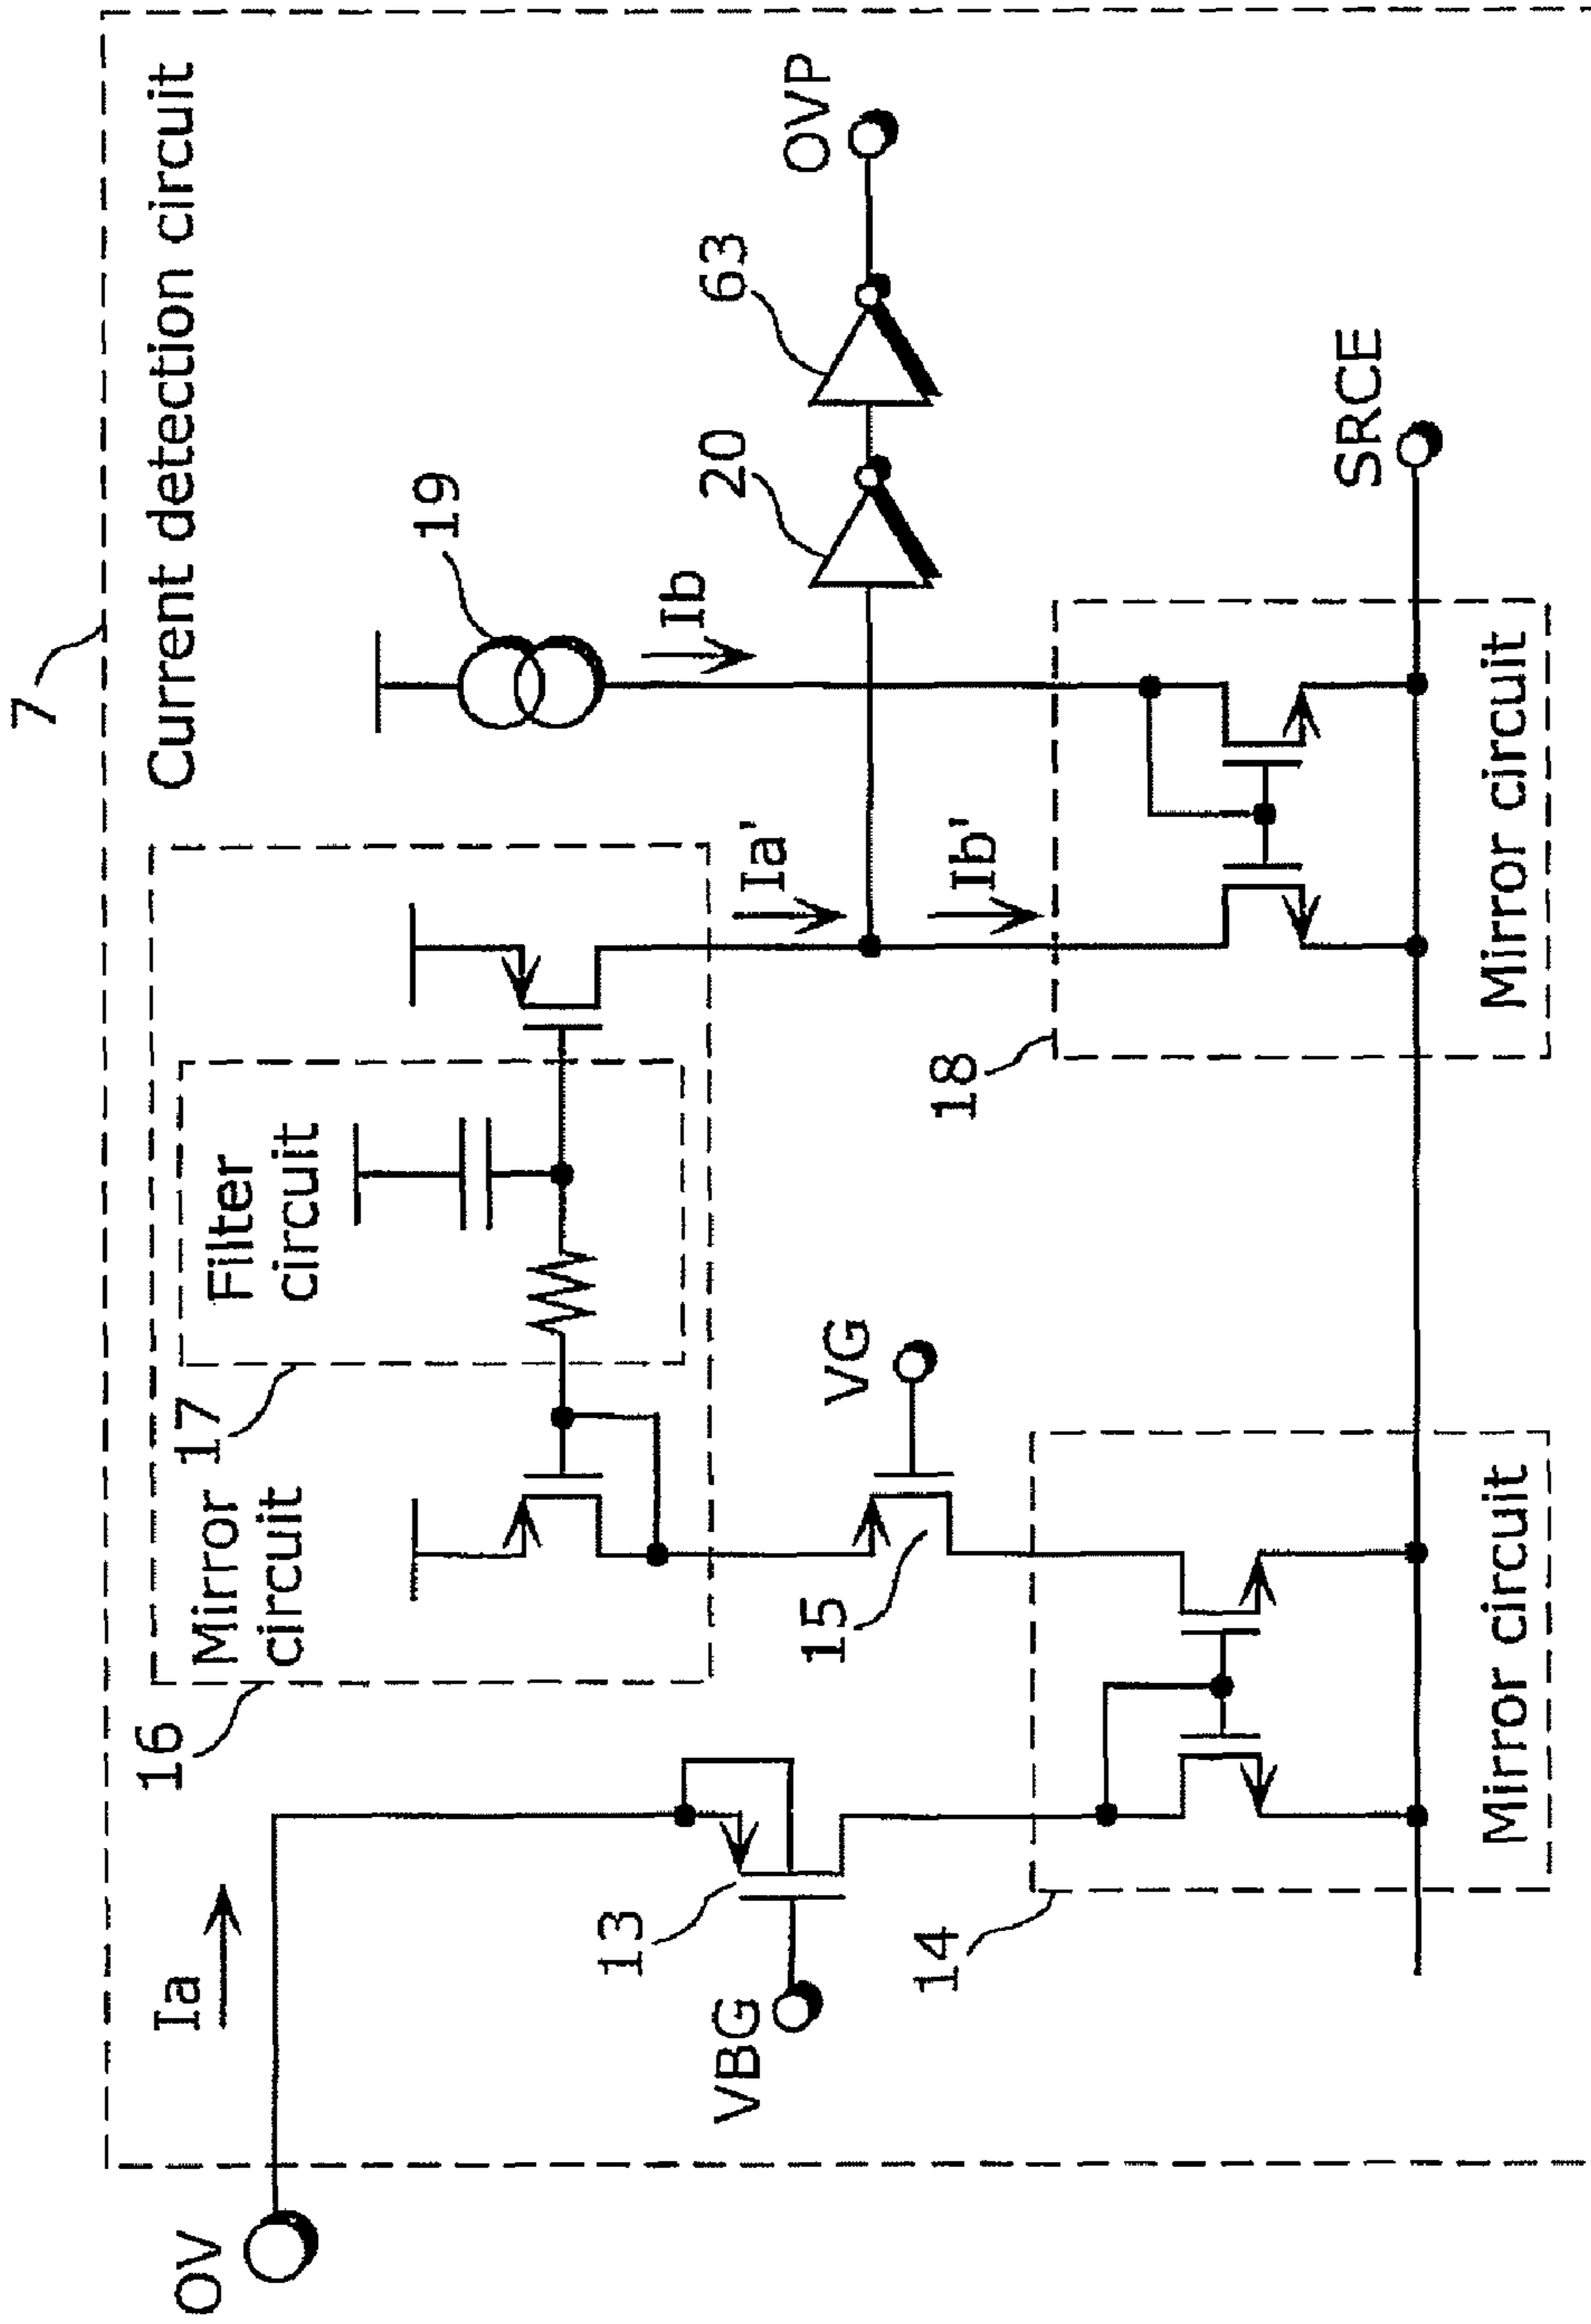 7
Current detection circuit
OV
Ia
16
Mirror
circuit
17
Filter
circuit
19
Ib
Ia'
Ib'
20
63
OVP
13
VBG
15
VG
14
Mirror circuit
18
Mirror circuit
SRCE